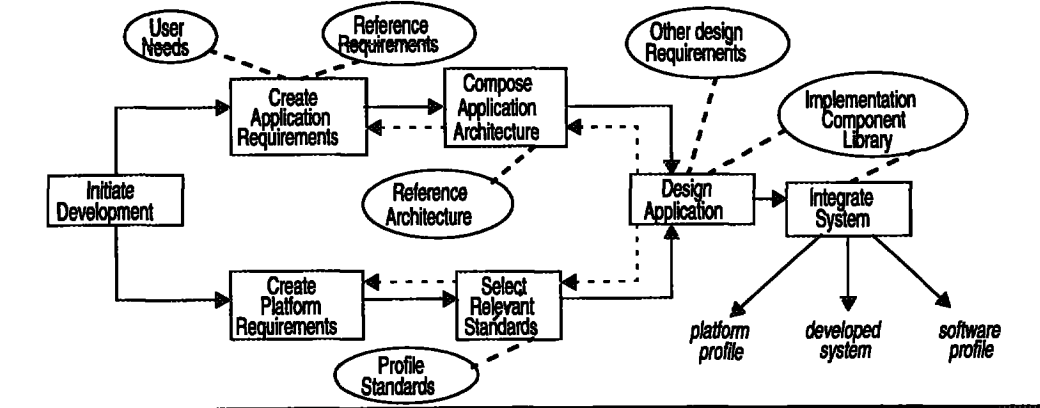 User
Needs
Reference
Requirements
Other design
Requirements
Create
Application
Requirements
Compose
Application
Architecture
Implementation
Component
Library
Initiate
Development
Reference
Architecture
Design
Application
Integrate
System
Create
Platform
Requirements
Select
Relevant
Standards
platform
profile
developed
system
software
profile
Profile
Standards